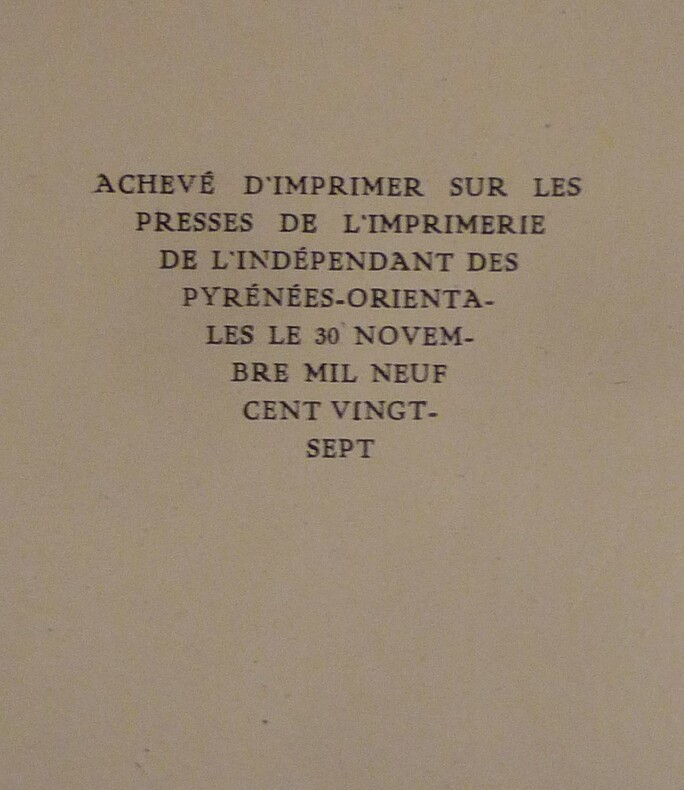 ACHEVÉ D'IMPRIMER SUR LES
PRESSES DE L'IMPRIMERIE
DE L'INDÉPENDANT DES
PYRÉNÉES-ORIENTA-
LES LE 30 NOVEM-
BRE MIL NEUF
CENT VINGT-
SEPT